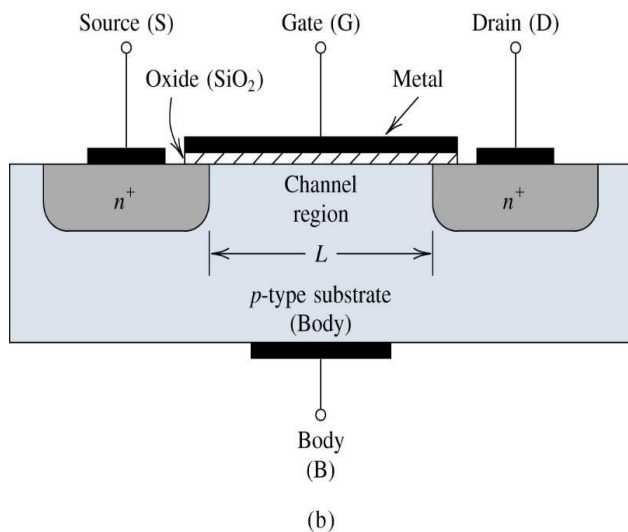 Source (S)
Gate (G)
Drain (D)
Oxide (SiO₂)
Metal
n⁺
Channel
region
n⁺
L
p-type substrate
(Body)
Body
(B)
(b)